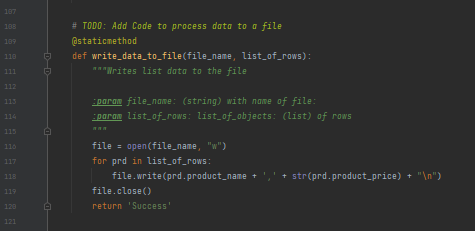 107
108 # TODO: Add Code to process data to a file
109 @staticmethod
110 def write_data_to_file(file_name, list_of_rows):
111 """Writes list data to the file
112
113 :param file_name: (string) with name of file:
114 :param list_of_rows: list_of_objects: (list) of rows
115 """
116 file = open(file_name, "w")
117 for prd in list_of_rows:
118 file.write(prd.product_name + ',' + str(prd.product_price) + "\n")
119 file.close()
120 return 'Success'
121